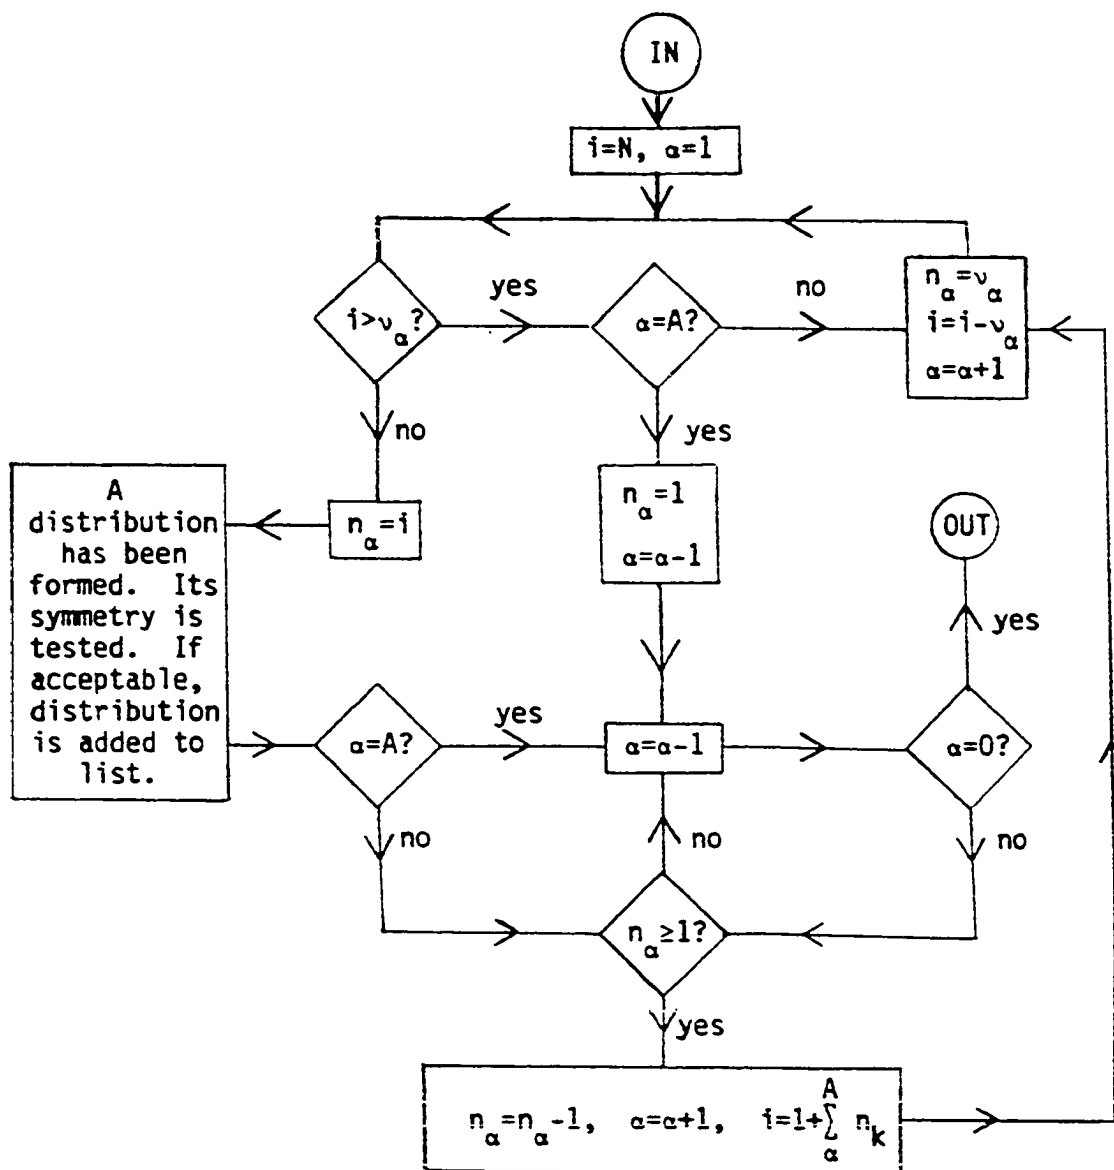 IN
i=N, α=1
i>ν_α?
yes
α=A?
no
n_α=ν_α
i=i-ν_α
α=α+1
no
yes
A
distribution
has been
formed. Its
symmetry is
tested. If
acceptable,
distribution
is added to
list.
n_α=i
n_α=1
α=α-1
OUT
yes
α=A?
yes
α=α-1
α=0?
no
no
no
n_α≥1?
yes
n_α=n_α-1, α=α+1, i=1+∑_α^A n_k